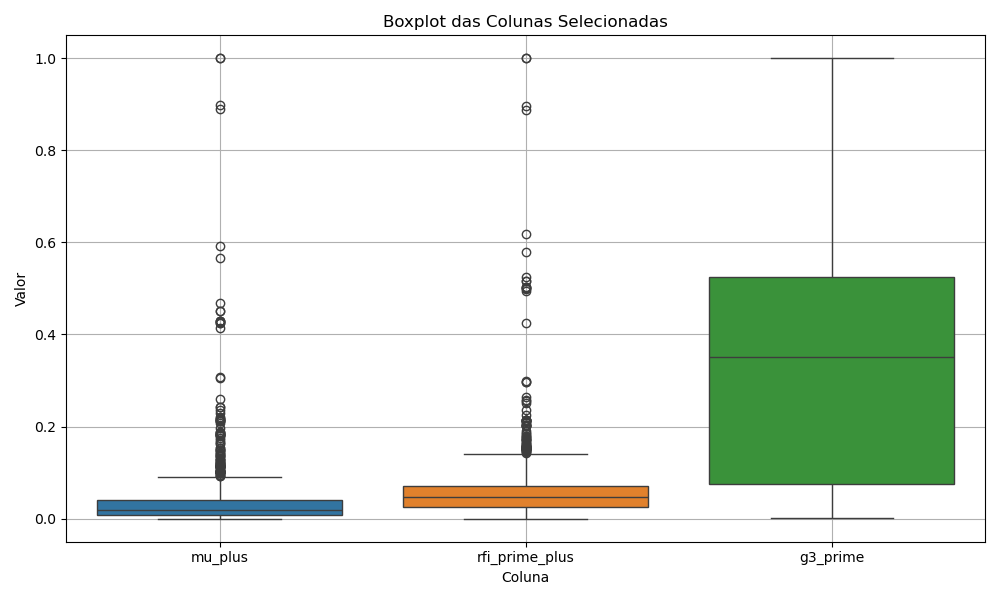 Boxplot das Colunas Selecionadas
1.0
0.8
0.6
0.4
0.2
0.0
Valor
mu_plus
rfi_prime_plus
g3_prime
Coluna